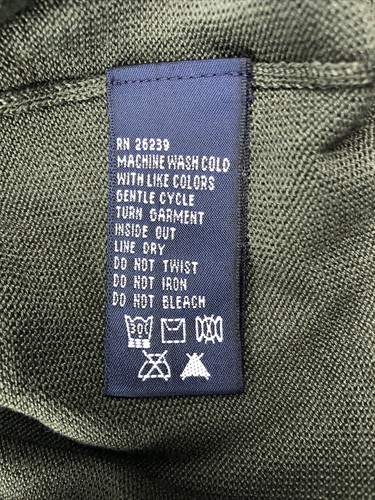 RN 26239
MACHINE WASH COLD
WITH LIKE COLORS
GENTLE CYCLE
TURN GARMENT
INSIDE OUT
LINE DRY
DO NOT TWIST
DO NOT IRON
DO NOT BLEACH
30